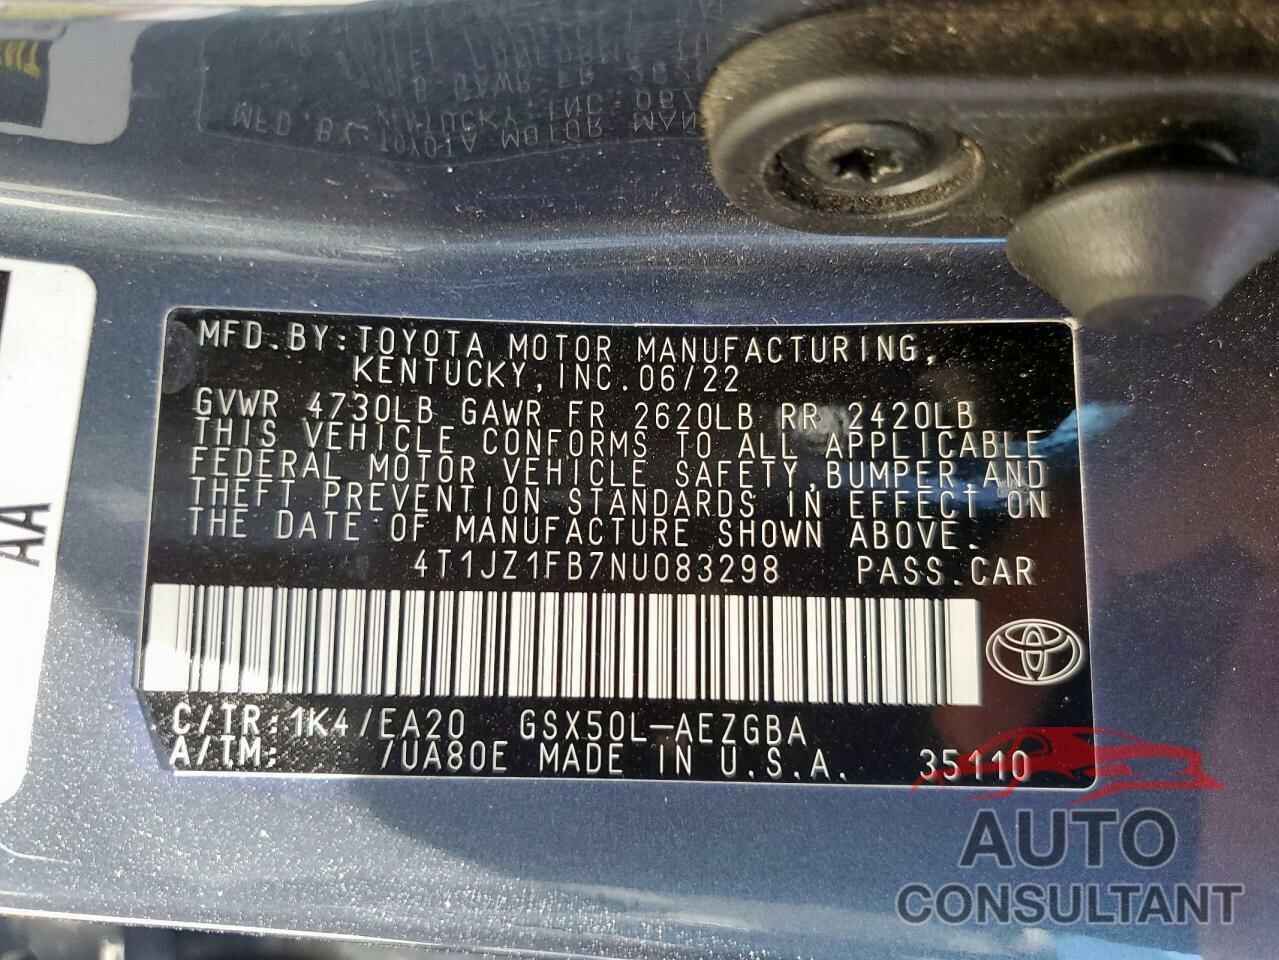 MFD.BY:TOYOTA MOTOR MANUFACTURING,
KENTUCKY,INC.06/22
GVWR 4730LB GAWR FR 2620LB RR 2420LB
THIS VEHICLE CONFORMS TO ALL APPLICABLE
FEDERAL MOTOR VEHICLE SAFETY,BUMPER,AND
THEFT PREVENTION STANDARDS IN EFFECT ON
THE DATE OF MANUFACTURE SHOWN ABOVE.
4T1JZ1FB7NU083298 PASS.CAR
C/TR:1K4/EA20 GSX50L-AEZGBA
A/TM: /UA80E MADE IN U.S.A. 35110
AA
AUTO
CONSULTANT